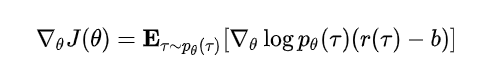 ∇_θ J(θ) = E_{τ∼p_θ(τ)}[∇_θ log p_θ(τ)(r(τ) − b)]